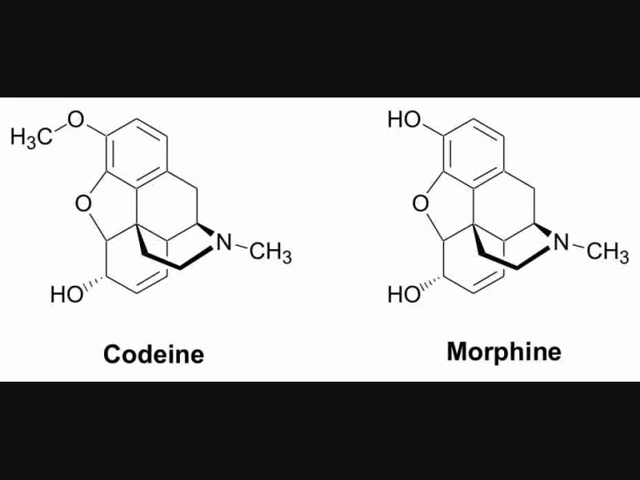 H₃C O
O
N CH₃
HO
Codeine
HO
O
N CH₃
HO
Morphine